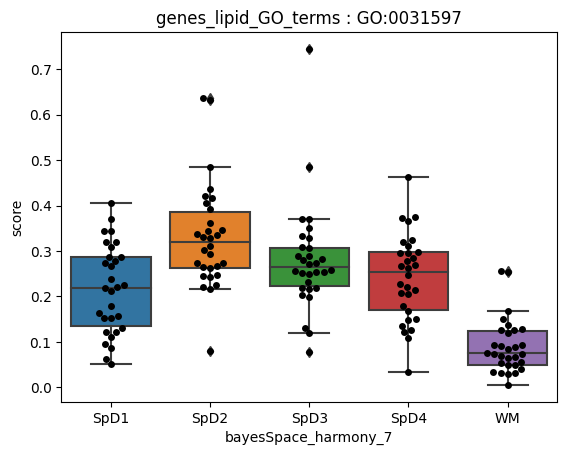 genes_lipid_GO_terms : GO:0031597
0.7
0.6
0.5
0.4
0.3
0.2
0.1
0.0
score
SpD1 SpD2 SpD3 SpD4 WM
bayesSpace_harmony_7